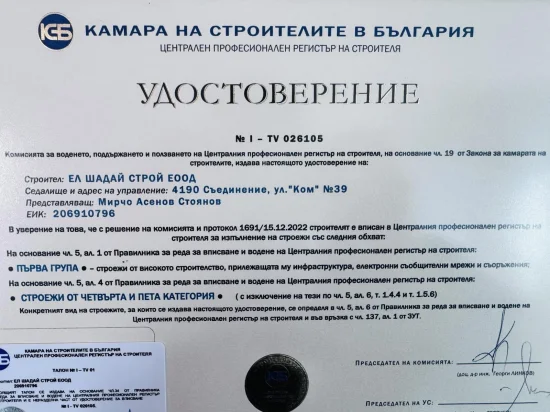 КСБ
КАМАРА НА СТРОИТЕЛИТЕ В БЪЛГАРИЯ
ЦЕНТРАЛЕН ПРОФЕСИОНАЛЕН РЕГИСТЪР НА СТРОИТЕЛЯ
УДОСТОВЕРЕНИЕ
№ I – TV 026105
Комисията за воденето, поддържането и ползването на Централния професионален регистър на строителя, на основание чл. 19 от Закона за камарата на
строителите, издава настоящото удостоверение на:
Строител: ЕЛ ШАДАЙ СТРОЙ ЕООД
Седалище и адрес на управление: 4190 Съединение, ул."Ком" №39
Представляващ: Мирчо Асенов Стоянов
ЕИК: 206910796
В уверение на това, че с решение на комисията и протокол 1691/15.12.2022 строителят е вписан в Централния професионален регистър на
строителя за изпълнение на строежи със следния обхват:
На основание чл. 5, ал. 1 от Правилника за реда за вписване и водене на Централния професионален регистър на строителя:
• ПЪРВА ГРУПА – строежи от високото строителство, прилежащата му инфраструктура, електронни съобщителни мрежи и съоръжения;
На основание чл. 5, ал. 4 от Правилника за реда за вписване и водене на Централния професионален регистър на строителя:
• СТРОЕЖИ ОТ ЧЕТВЪРТА И ПЕТА КАТЕГОРИЯ • ( с изключение на тези по чл. 5, ал. 6, т. 1.4.4 и т. 1.5.6)
Конкретният вид на строежите, за които се издава настоящото удостоверение, се определя в чл. 5, ал. 6 от Правилника за реда за вписване и водене на
Централния професионален регистър на строителя и във връзка с чл. 137, ал. 1 от ЗУТ.
КАМАРА НА СТРОИТЕЛИТЕ В БЪЛГАРИЯ
ЦЕНТРАЛЕН ПРОФЕСИОНАЛЕН РЕГИСТЪР НА СТРОИТЕЛЯ
ТАЛОН № I – TV 01
ЕЛ ШАДАЙ СТРОЙ ЕООД
206910796
№ I - TV 026105
ПРЕДСЕДАТЕЛ НА КОМИСИЯТА:
ПРЕДСЕДАТЕЛ НА УС: